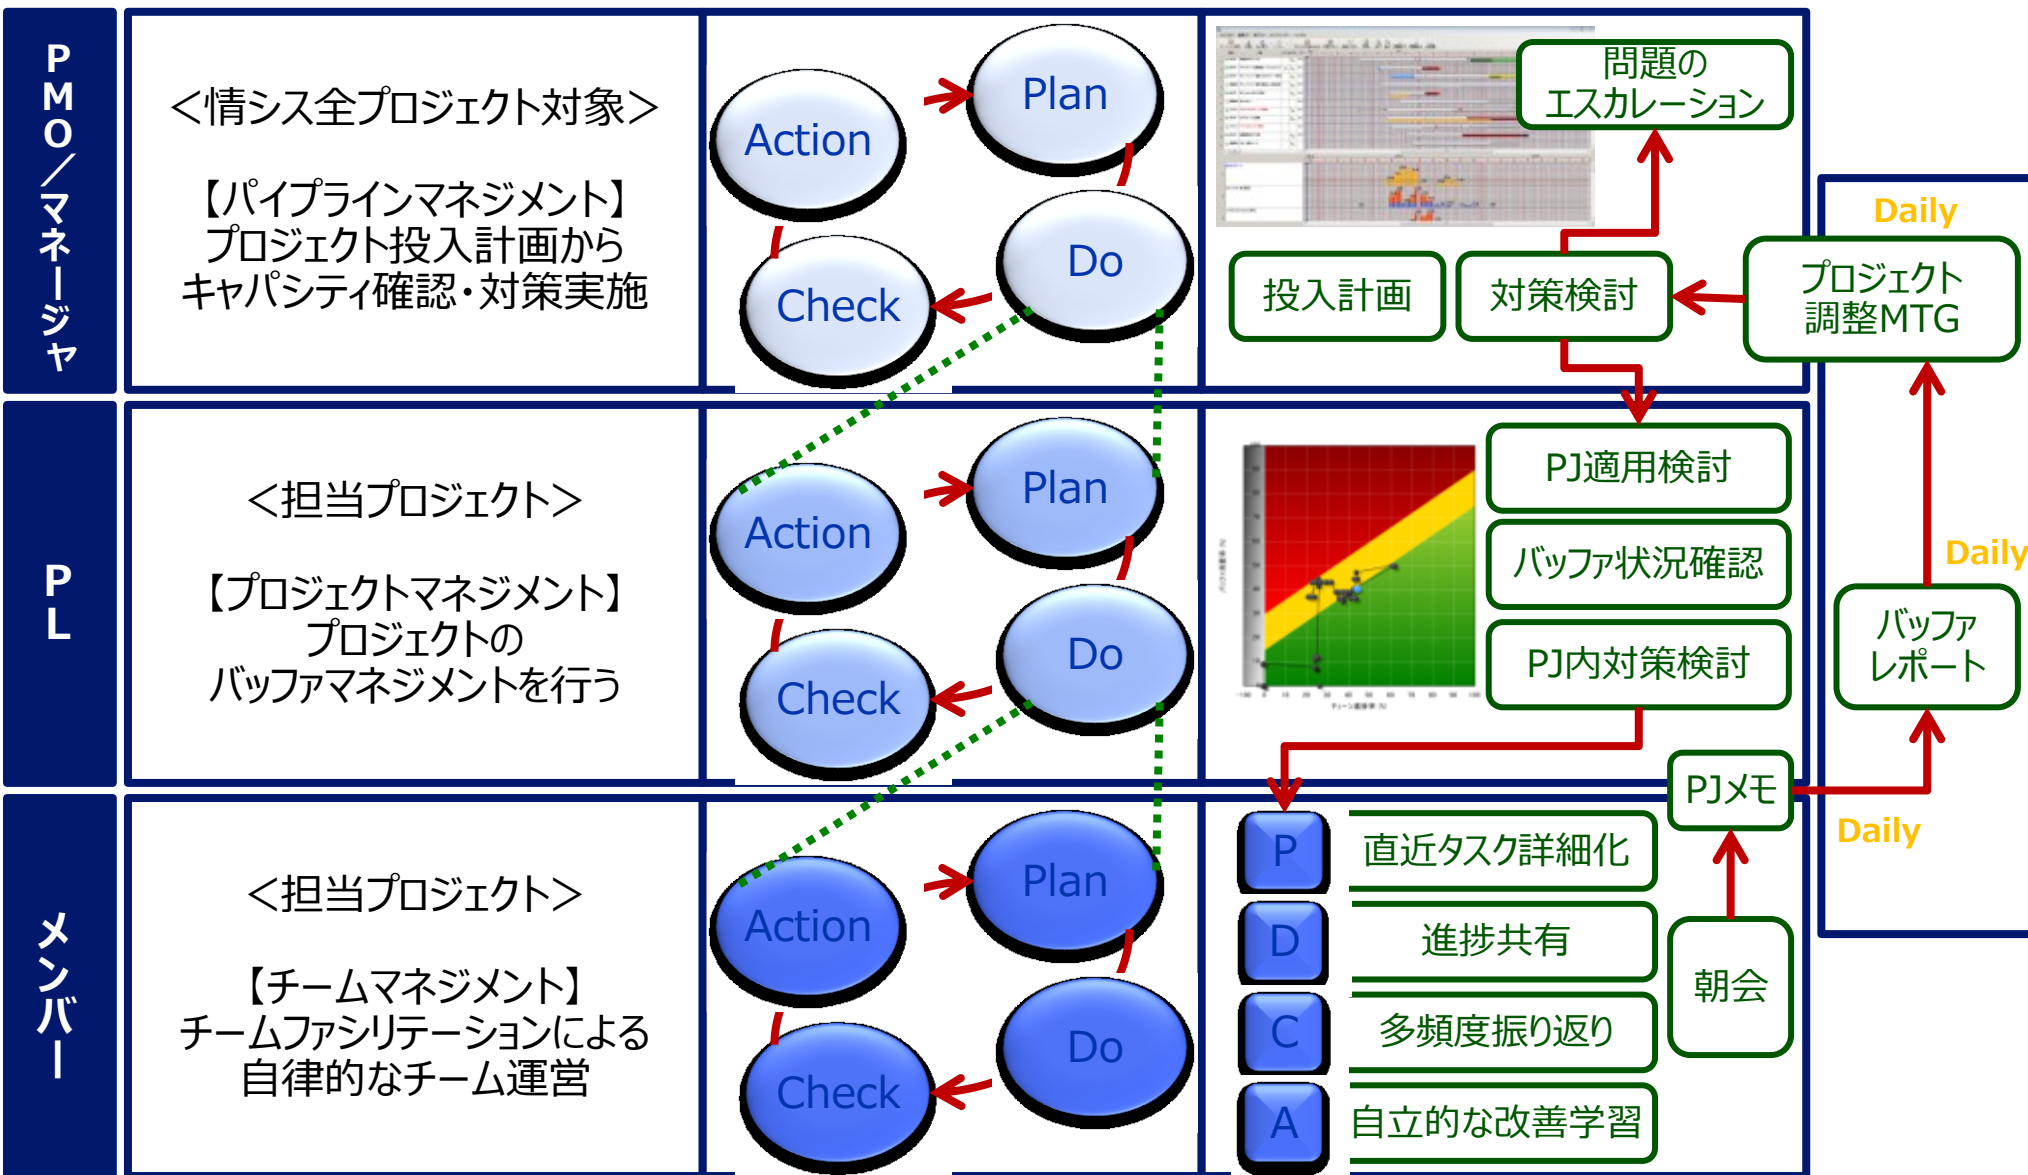 PMO／マネージャ
＜情シス全プロジェクト対象＞
【パイプラインマネジメント】
プロジェクト投入計画から
キャパシティ確認・対策実施
Plan
Action
Do
Check
問題の
エスカレーション
投入計画
対策検討
Daily
プロジェクト
調整MTG
PL
＜担当プロジェクト＞
【プロジェクトマネジメント】
プロジェクトの
バッファマネジメントを行う
Plan
Action
Do
Check
PJ適用検討
バッファ状況確認
PJ内対策検討
Daily
バッファ
レポート
PJメモ
Daily
メンバー
＜担当プロジェクト＞
【チームマネジメント】
チームファシリテーションによる
自律的なチーム運営
Plan
Action
Do
Check
P
直近タスク詳細化
D
進捗共有
C
多頻度振り返り
A
自立的な改善学習
朝会